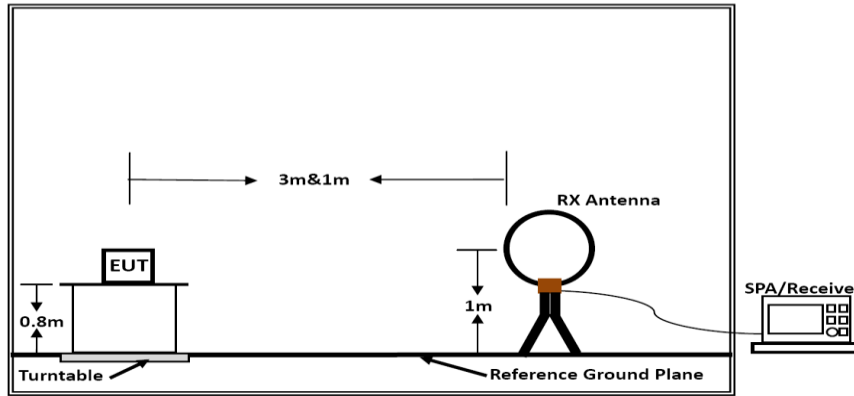 3m&1m
RX Antenna
EUT
SPA/Receive
1m
0.8m
Turntable
Reference Ground Plane